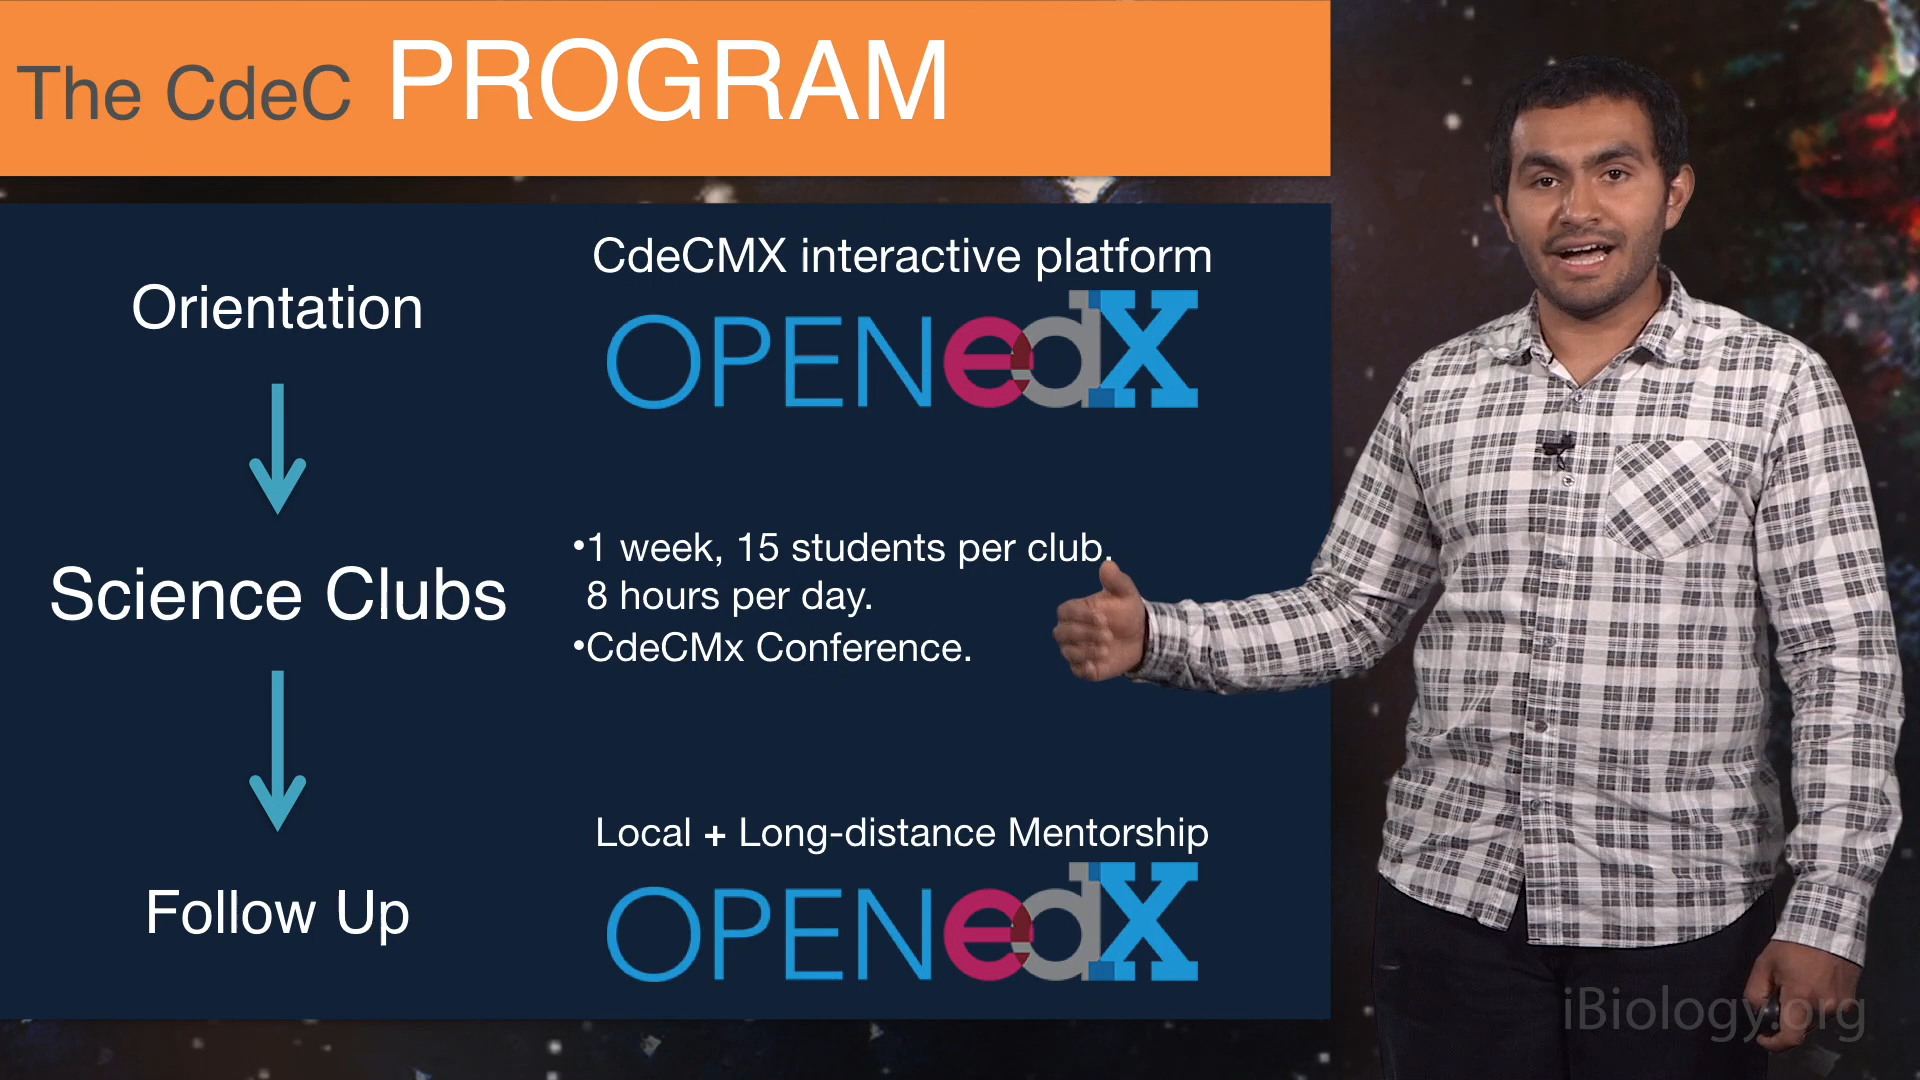 The CdeC PROGRAM
Orientation
CdeCMX interactive platform
OPENedX
Science Clubs
•1 week, 15 students per club.
8 hours per day.
•CdeCMx Conference.
Follow Up
Local + Long-distance Mentorship
OPENedX
iBiology.org